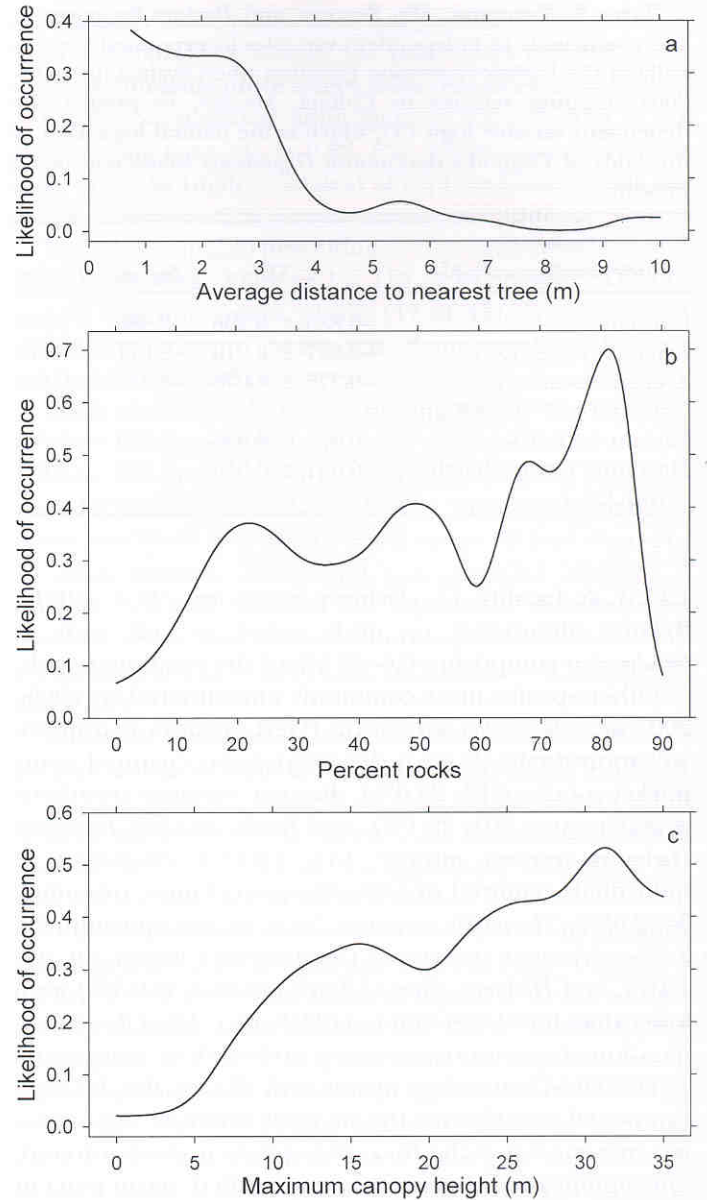 a
0.4
0.3
0.2
0.1
0.0
Likelihood of occurrence
0 1 2 3 4 5 6 7 8 9 10
Average distance to nearest tree (m)
b
0.7
0.6
0.5
0.4
0.3
0.2
0.1
0.0
Likelihood of occurrence
0 10 20 30 40 50 60 70 80 90
Percent rocks
c
0.6
0.5
0.4
0.3
0.2
0.1
0.0
Likelihood of occurrence
0 5 10 15 20 25 30 35
Maximum canopy height (m)